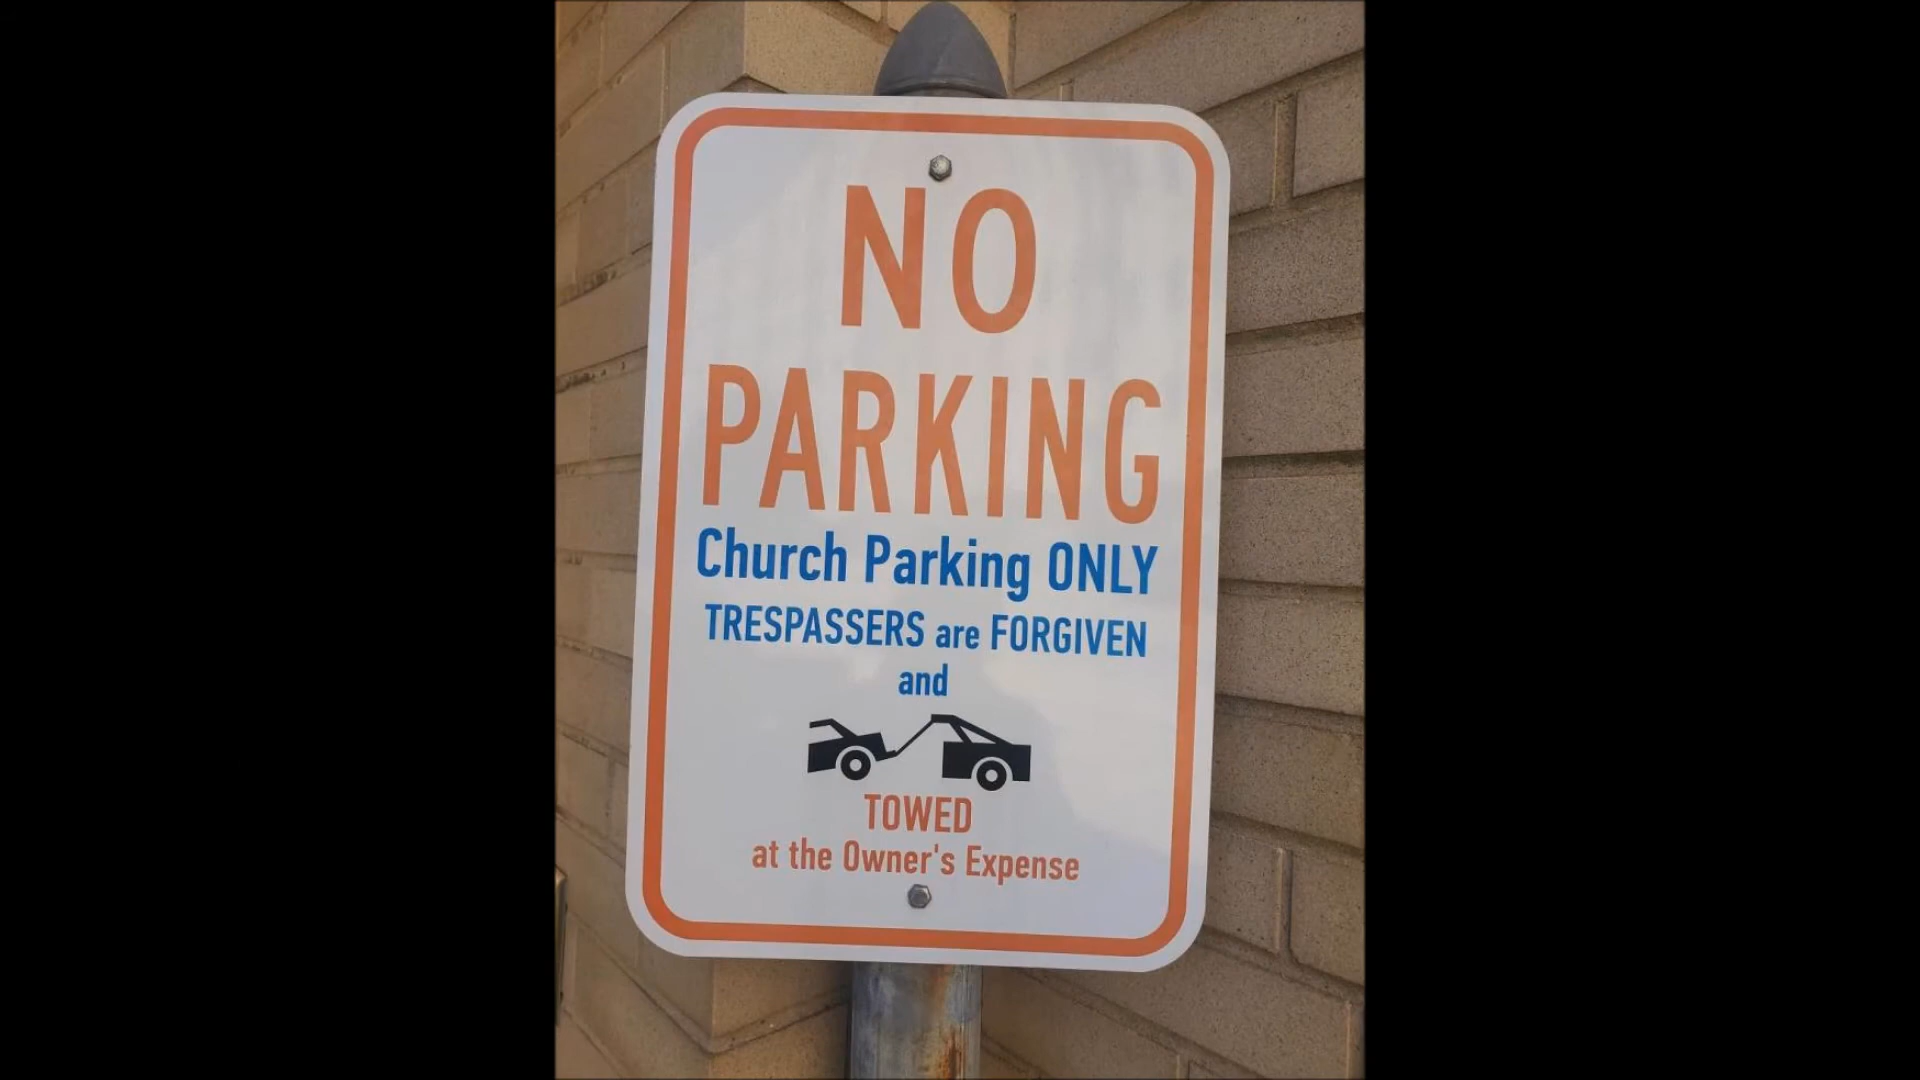 NO
PARKING
Church Parking ONLY
TRESPASSERS are FORGIVEN
and
TOWED
at the Owner's Expense